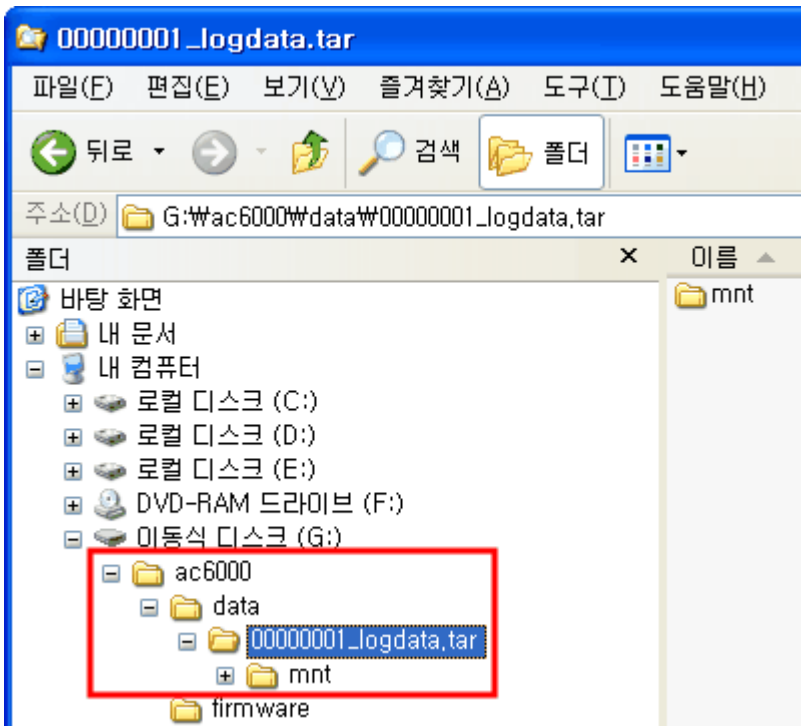 00000001_logdata.tar
파일(F) 편집(E) 보기(V) 즐겨찾기(A) 도구(T) 도움말(H)
뒤로 검색 폴더
주소(D) G:₩ac6000₩data₩00000001_logdata.tar
폴더 × 이름
바탕 화면 mnt
내 문서
내 컴퓨터
로컬 디스크 (C:)
로컬 디스크 (D:)
로컬 디스크 (E:)
DVD-RAM 드라이브 (F:)
이동식 디스크 (G:)
ac6000
data
00000001_logdata.tar
mnt
firmware